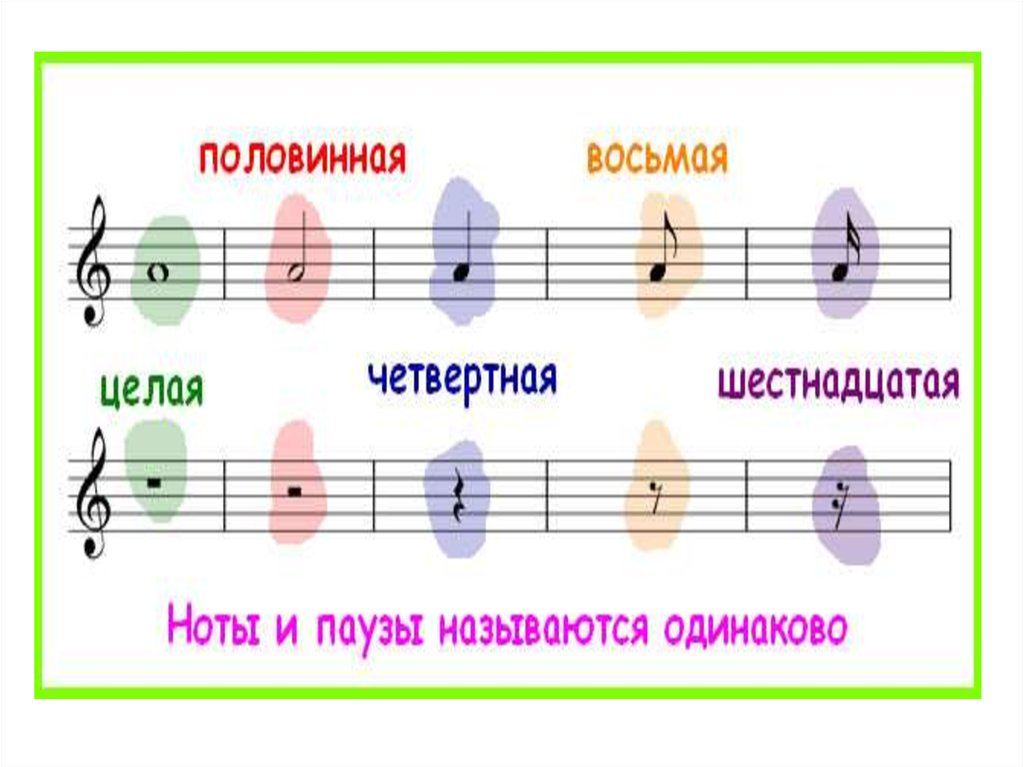 половинная восьмая
целая четвертная шестнадцатая
Ноты и паузы называются одинаково